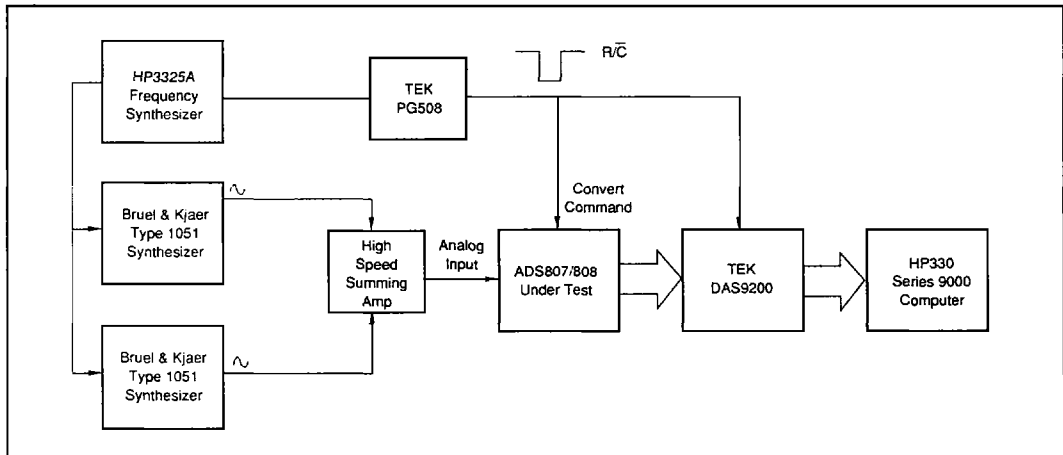 HP3325A
Frequency
Synthesizer
TEK
PG508
R/C̅
Bruel & Kjaer
Type 1051
Synthesizer
Convert
Command
High
Speed
Summing
Amp
Analog
Input
ADS807/808
Under Test
TEK
DAS9200
HP330
Series 9000
Computer
Bruel & Kjaer
Type 1051
Synthesizer